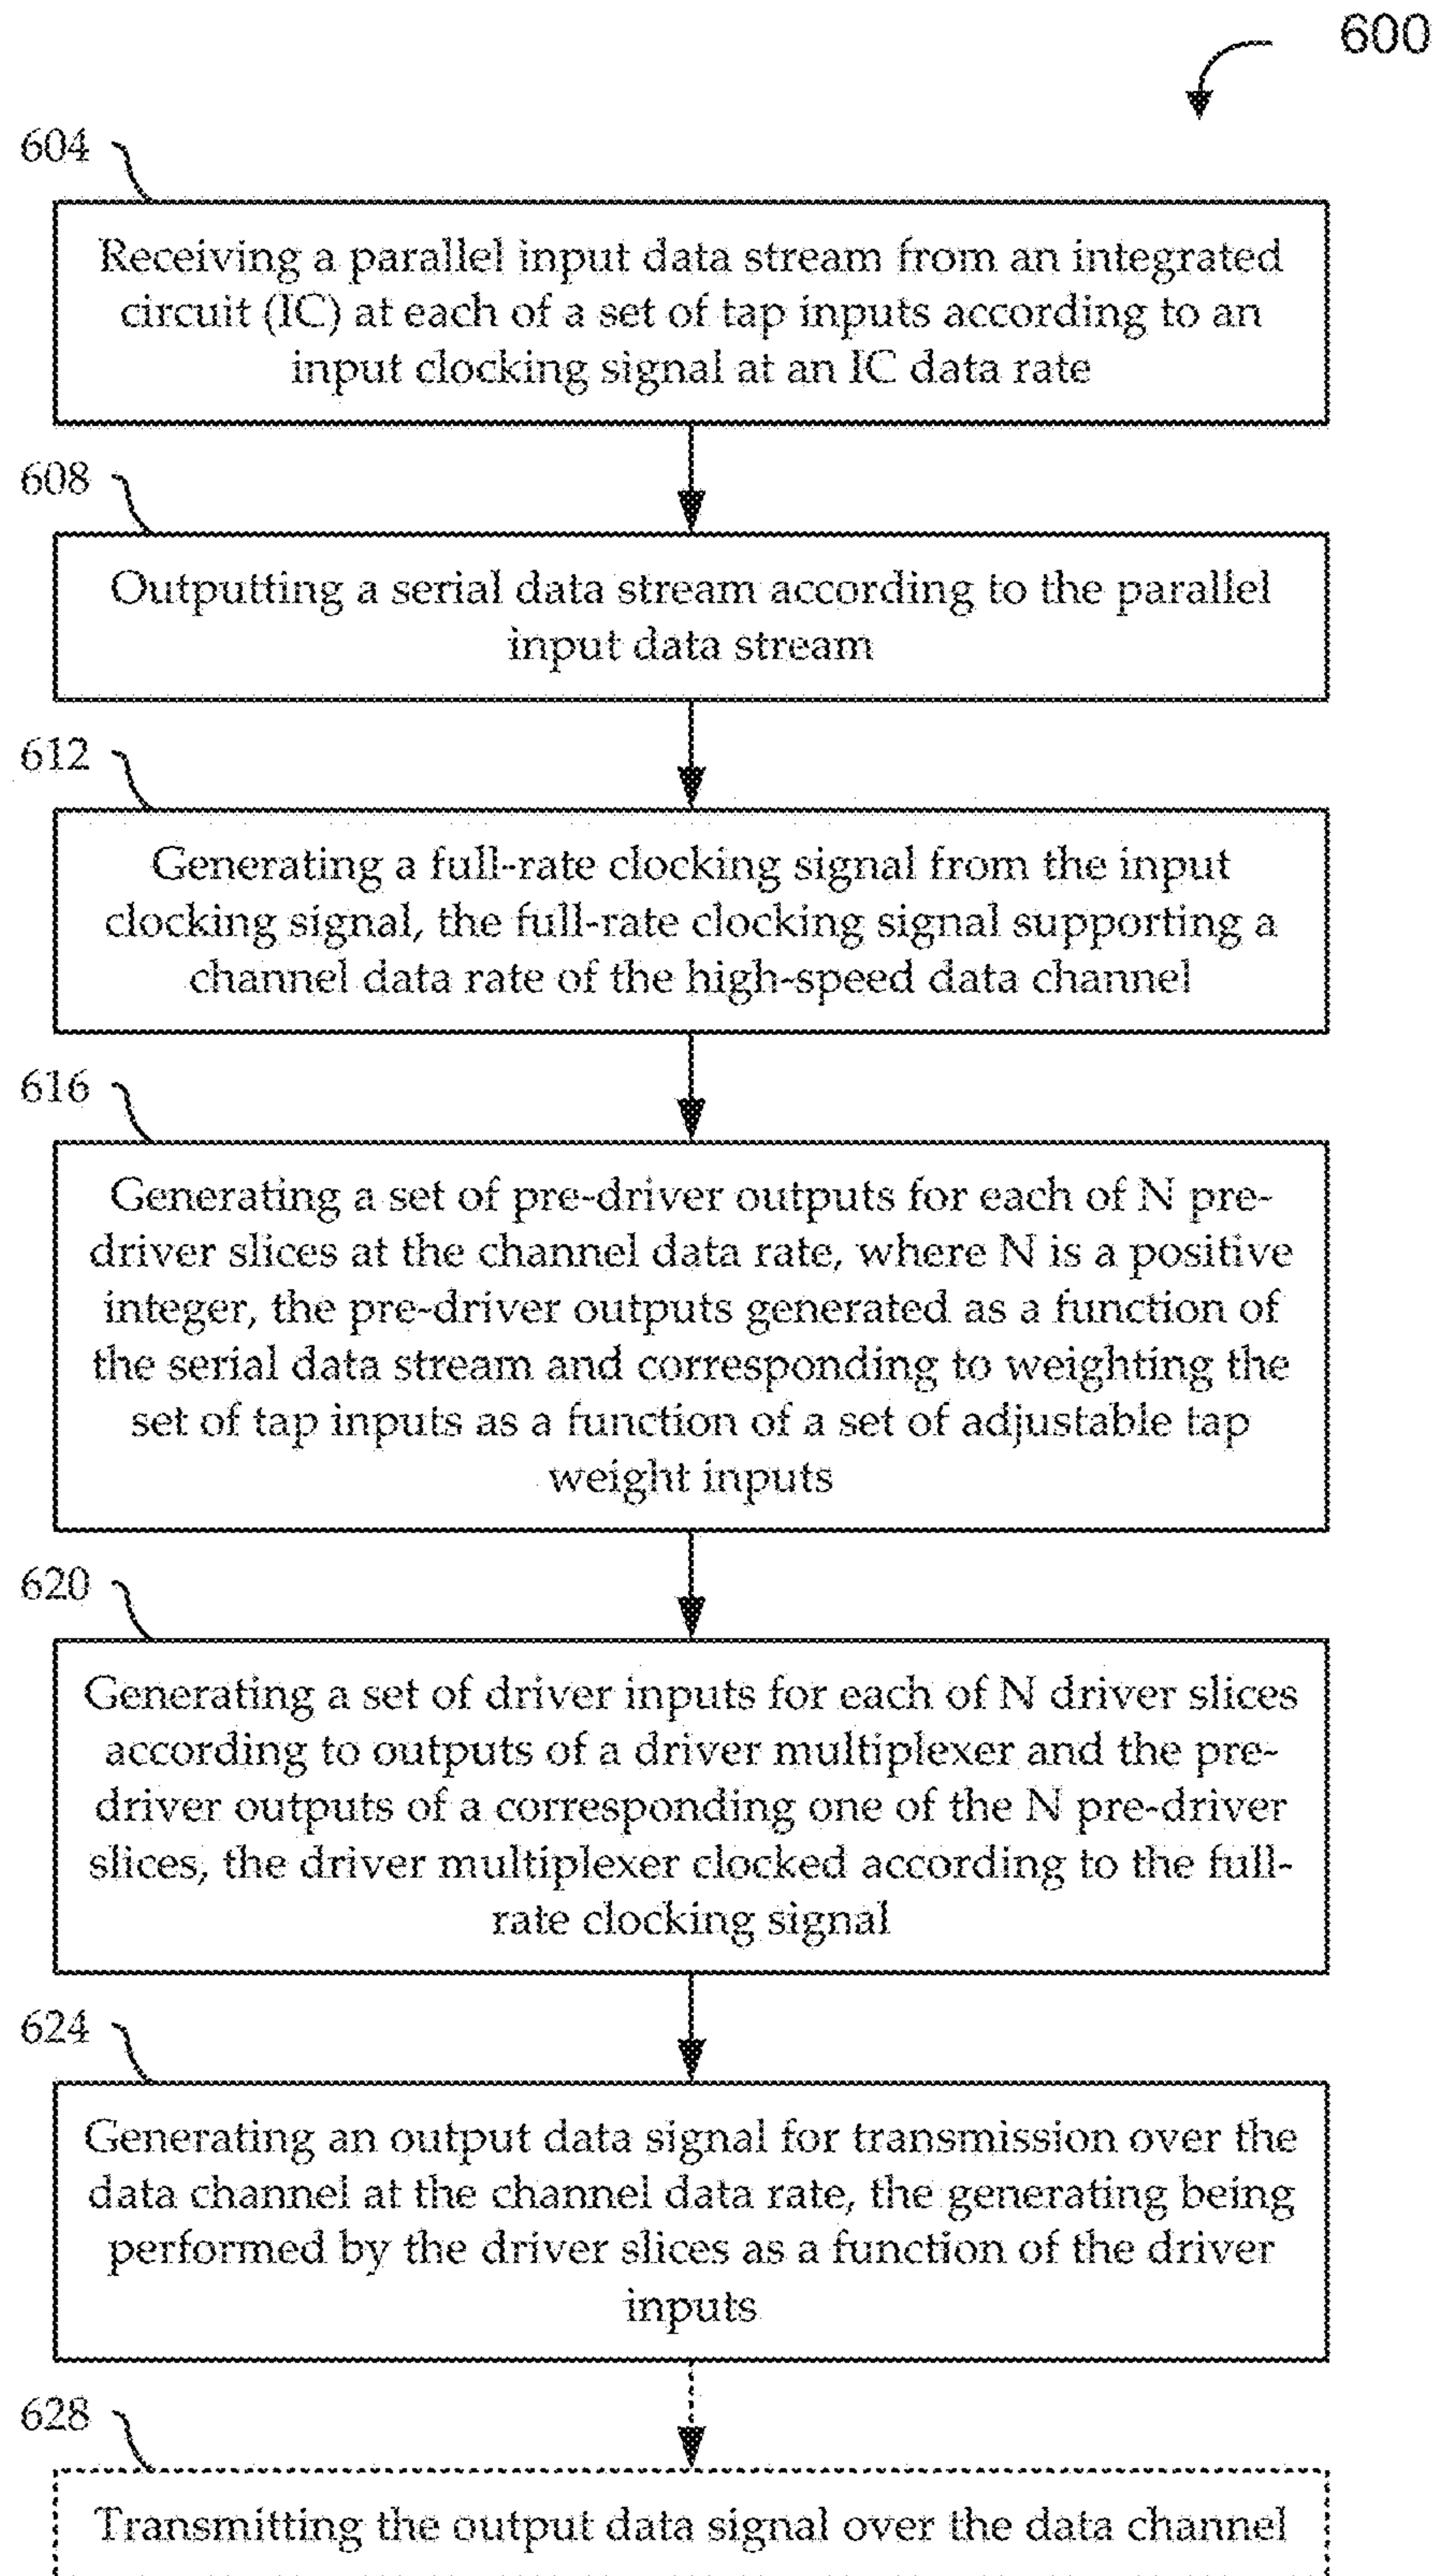 600
604
Receiving a parallel input data stream from an integrated
circuit (IC) at each of a set of tap inputs according to an
input clocking signal at an IC data rate
608
Outputting a serial data stream according to the parallel
input data stream
612
Generating a full-rate clocking signal from the input
clocking signal, the full-rate clocking signal supporting a
channel data rate of the high-speed data channel
616
Generating a set of pre-driver outputs for each of N pre-
driver slices at the channel data rate, where N is a positive
integer, the pre-driver outputs generated as a function of
the serial data stream and corresponding to weighting the
set of tap inputs as a function of a set of adjustable tap
weight inputs
620
Generating a set of driver inputs for each of N driver slices
according to outputs of a driver multiplexer and the pre-
driver outputs of a corresponding one of the N pre-driver
slices, the driver multiplexer clocked according to the full-
rate clocking signal
624
Generating an output data signal for transmission over the
data channel at the channel data rate, the generating being
performed by the driver slices as a function of the driver
inputs
628
Transmitting the output data signal over the data channel